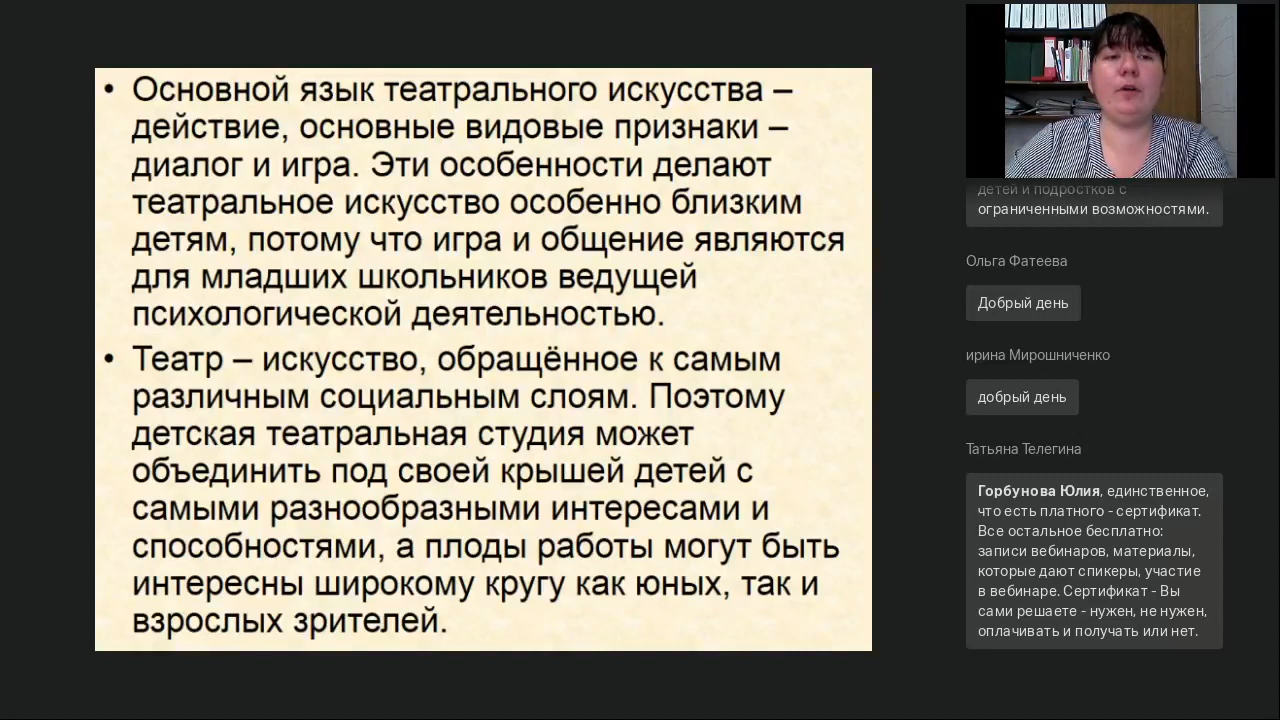 • Основной язык театрального искусства –
действие, основные видовые признаки –
диалог и игра. Эти особенности делают
театральное искусство особенно близким
детям, потому что игра и общение являются
для младших школьников ведущей
психологической деятельностью.
• Театр – искусство, обращённое к самым
различным социальным слоям. Поэтому
детская театральная студия может
объединить под своей крышей детей с
самыми разнообразными интересами и
способностями, а плоды работы могут быть
интересны широкому кругу как юных, так и
взрослых зрителей.
детей и подростков с
ограниченными возможностями.
Ольга Фатеева
Добрый день
ирина Мирошниченко
добрый день
Татьяна Телегина
Горбунова Юлия, единственное,
что есть платного - сертификат.
Все остальное бесплатно:
записи вебинаров, материалы,
которые дают спикеры, участие
в вебинаре. Сертификат - Вы
сами решаете - нужен, не нужен,
оплачивать и получать или нет.